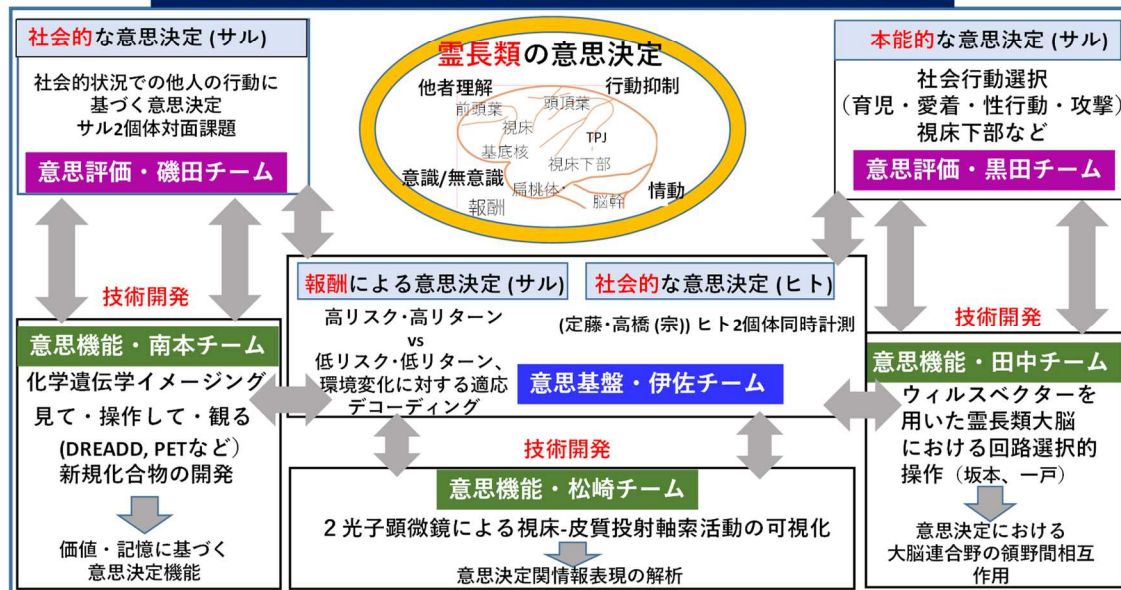 社会的な意思決定 (サル)
社会的状況での他人の行動に
基づく意思決定
サル2個体対面課題
意思評価・磯田チーム
霊長類の意思決定
他者理解
行動抑制
前頭葉
頭頂葉
視床
TPJ
基底核
視床下部
意識/無意識
扁桃体・
情動
報酬
脳幹
本能的な意思決定 (サル)
社会行動選択
(育児・愛着・性行動・攻撃)
視床下部など
意思評価・黒田チーム
技術開発
意思機能・南本チーム
化学遺伝学イメージング
見て・操作して・観る
(DREADD, PETなど)
新規化合物の開発
価値・記憶に基づく
意思決定機能
報酬による意思決定 (サル)
高リスク・高リターン
vs
低リスク・低リターン、
環境変化に対する適応
デコーディング
社会的な意思決定 (ヒト)
(定藤・高橋 (宗)) ヒト2個体同時計測
意思基盤・伊佐チーム
技術開発
意思機能・松崎チーム
2光子顕微鏡による視床-皮質投射軸索活動の可視化
意思決定関情報表現の解析
技術開発
意思機能・田中チーム
ウィルスベクターを
用いた霊長類大脳
における回路選択的
操作（坂本、一戸）
意思決定における
大脳連合野の領野間相互
作用